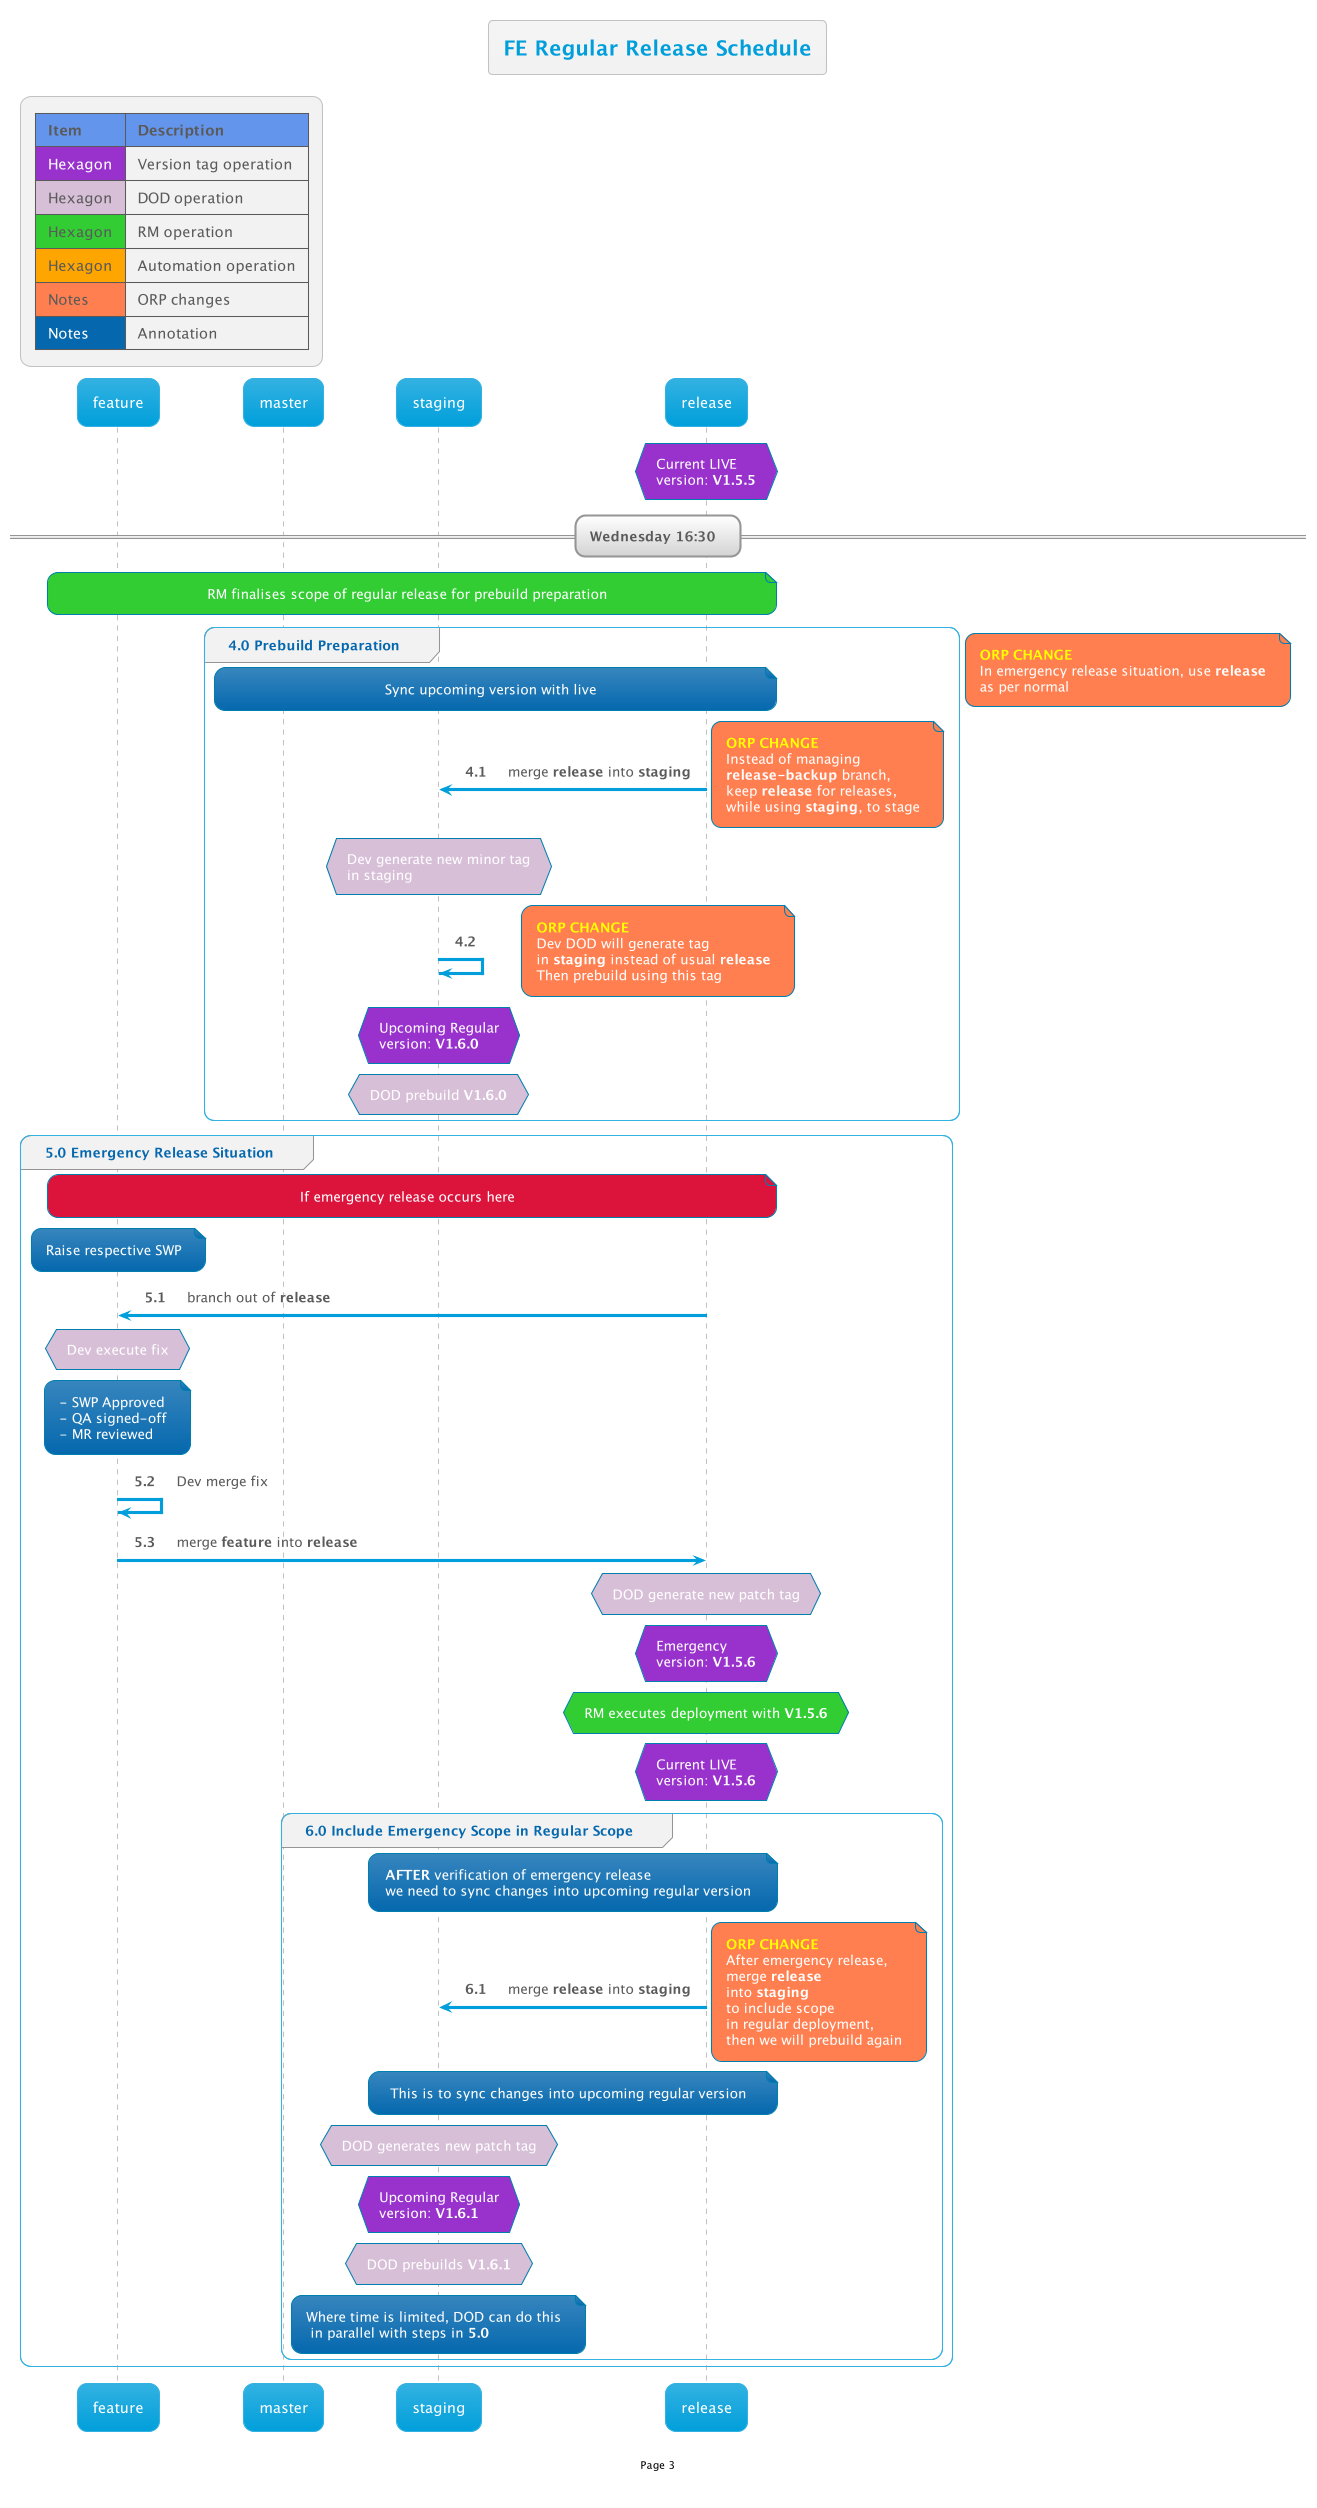 FE Regular Release Schedule
Item Description
Hexagon Version tag operation
Hexagon DOD operation
Hexagon RM operation
Hexagon Automation operation
Notes ORP changes
Notes Annotation
feature master staging release
Current LIVE
version: V1.5.5
Wednesday 16:30
RM finalises scope of regular release for prebuild preparation
4.0 Prebuild Preparation
ORP CHANGE
In emergency release situation, use release
as per normal
Sync upcoming version with live
4.1 merge release into staging
ORP CHANGE
Instead of managing
release-backup branch,
keep release for releases,
while using staging, to stage
Dev generate new minor tag
in staging
4.2
ORP CHANGE
Dev DOD will generate tag
in staging instead of usual release
Then prebuild using this tag
Upcoming Regular
version: V1.6.0
DOD prebuild V1.6.0
5.0 Emergency Release Situation
If emergency release occurs here
Raise respective SWP
5.1 branch out of release
Dev execute fix
- SWP Approved
- QA signed-off
- MR reviewed
5.2 Dev merge fix
5.3 merge feature into release
DOD generate new patch tag
Emergency
version: V1.5.6
RM executes deployment with V1.5.6
Current LIVE
version: V1.5.6
6.0 Include Emergency Scope in Regular Scope
AFTER verification of emergency release
we need to sync changes into upcoming regular version
6.1 merge release into staging
ORP CHANGE
After emergency release,
merge release
into staging
to include scope
in regular deployment,
then we will prebuild again
This is to sync changes into upcoming regular version
DOD generates new patch tag
Upcoming Regular
version: V1.6.1
DOD prebuilds V1.6.1
Where time is limited, DOD can do this
in parallel with steps in 5.0
feature master staging release
Page 3